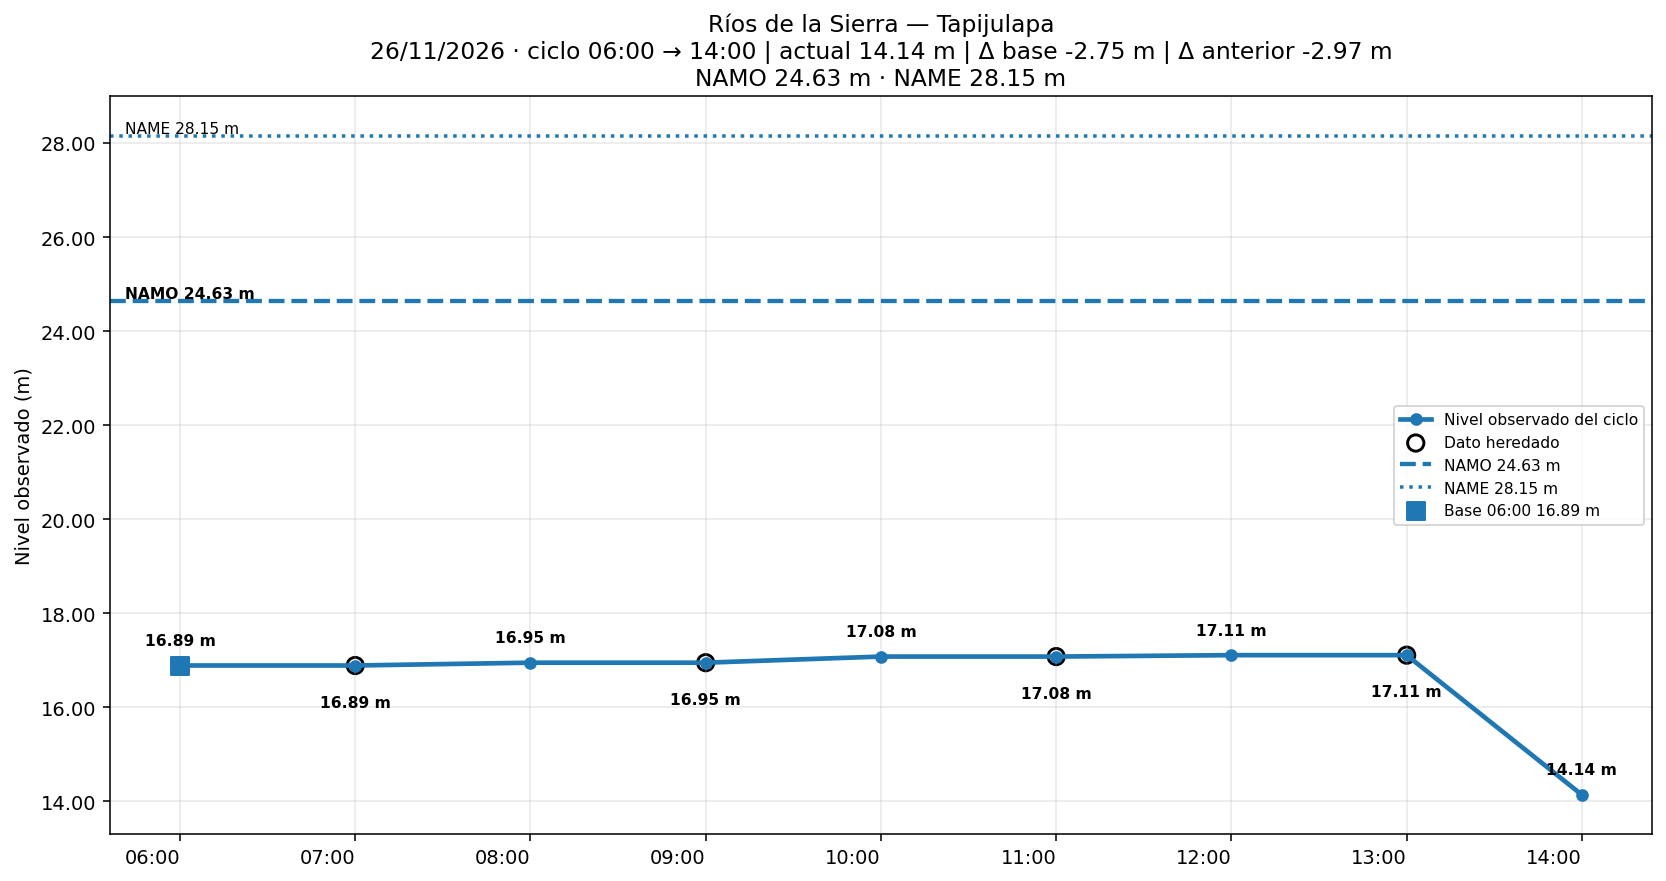 Ríos de la Sierra — Tapijulapa
26/11/2026 · ciclo 06:00 → 14:00 | actual 14.14 m | Δ base -2.75 m | Δ anterior -2.97 m
NAMO 24.63 m · NAME 28.15 m
NAME 28.15 m
28.00
26.00
NAMO 24.63 m
24.00
22.00
20.00
18.00
16.00
14.00
Nivel observado (m)
Nivel observado del ciclo
Dato heredado
NAMO 24.63 m
NAME 28.15 m
Base 06:00 16.89 m
16.89 m
16.89 m
16.95 m
16.95 m
17.08 m
17.08 m
17.11 m
17.11 m
14.14 m
06:00
07:00
08:00
09:00
10:00
11:00
12:00
13:00
14:00